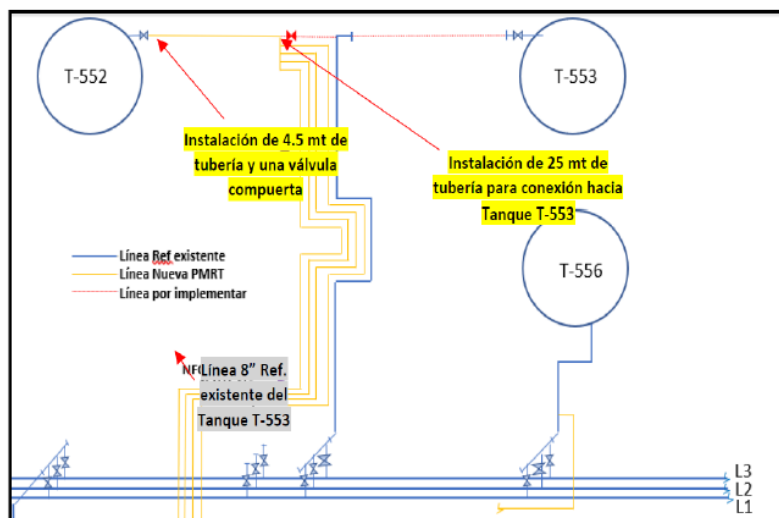 T-552
T-553
Instalación de 4.5 mt de
tubería y una válvula
compuerta
Instalación de 25 mt de
tubería para conexión hacia
Tanque T-553
T-556
Línea Ref existente
Línea Nueva PMRT
Línea por implementar
Línea 8" Ref.
existente del
Tanque T-553
L3
L2
L1